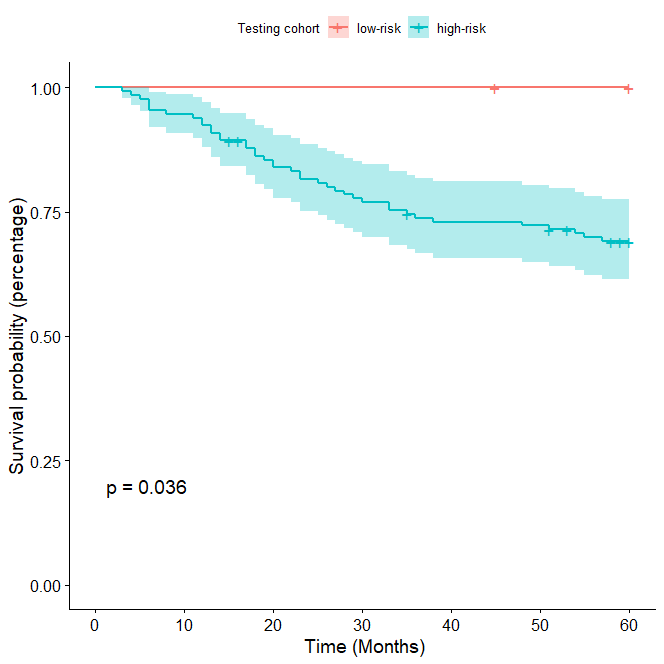 Testing cohort low-risk high-risk
1.00
0.75
0.50
0.25
0.00
Survival probability (percentage)
p = 0.036
0 10 20 30 40 50 60
Time (Months)